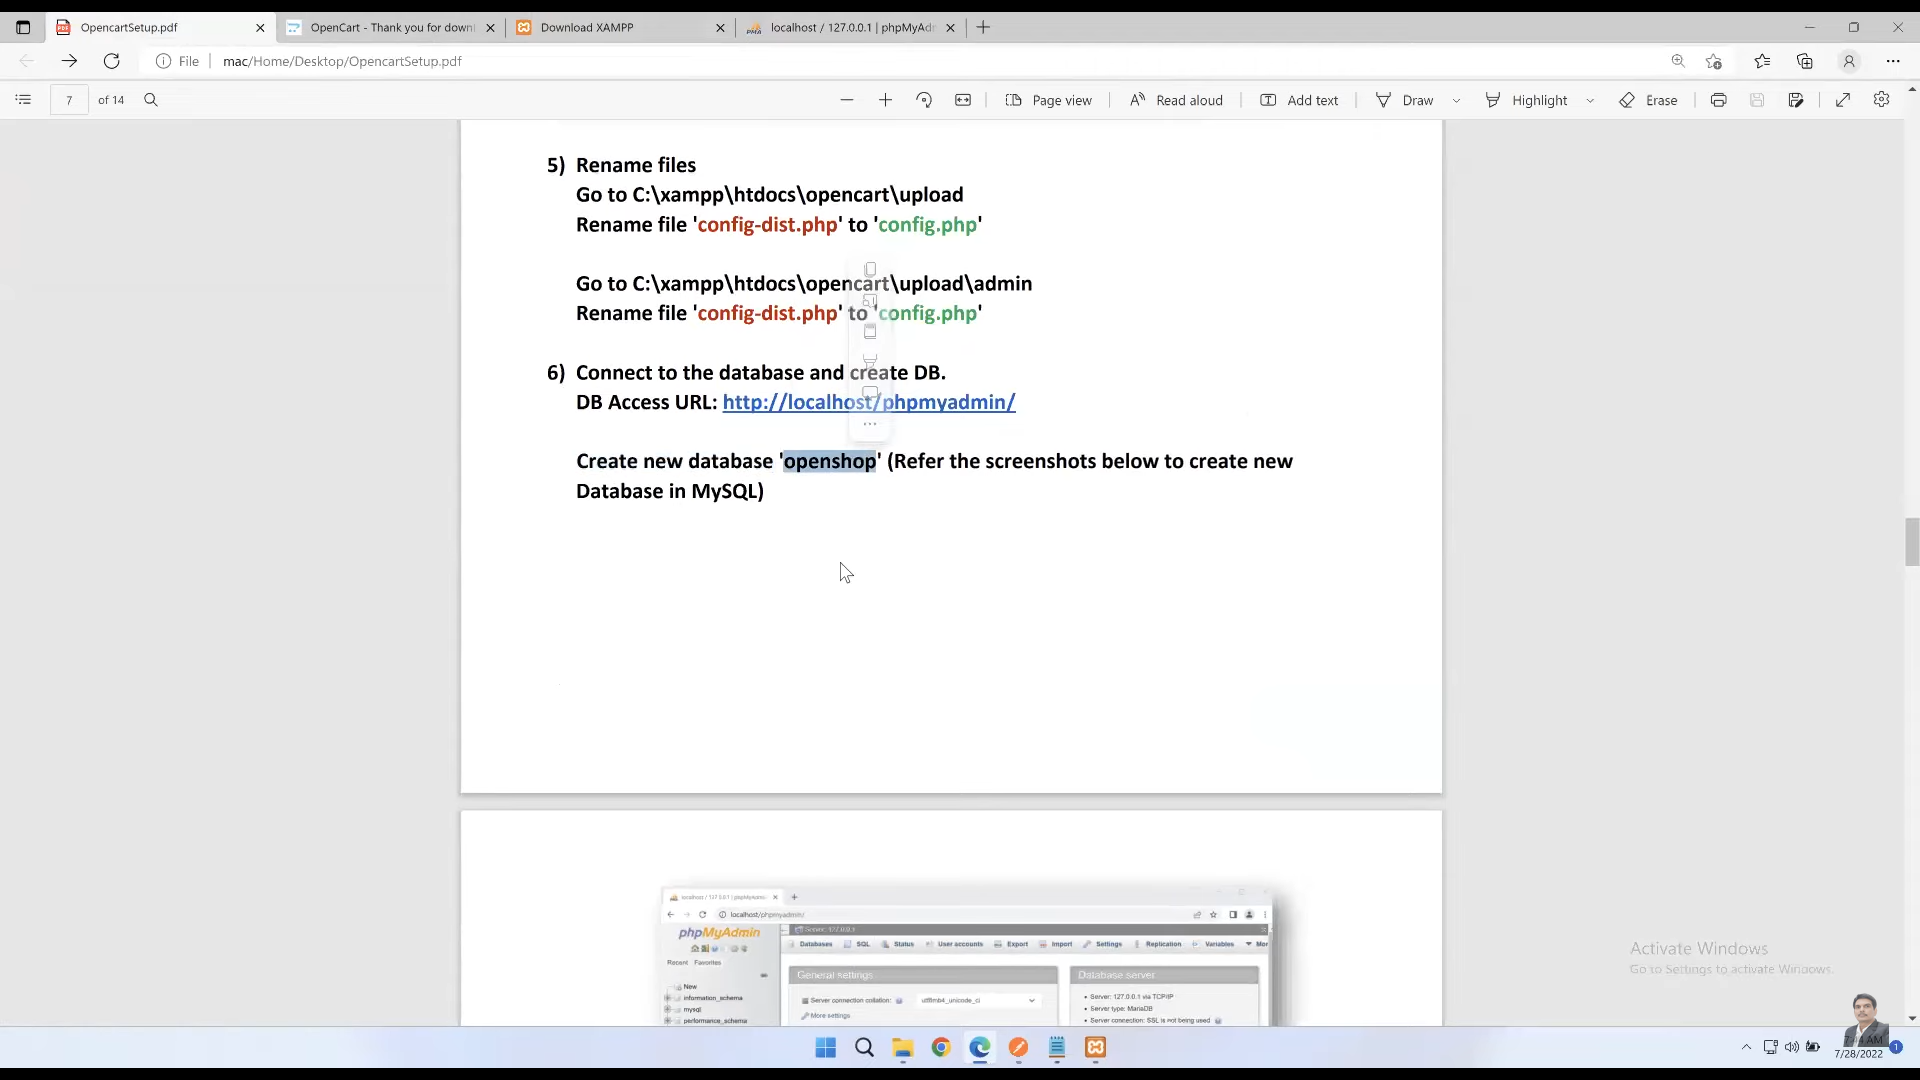 OpencartSetup.pdf
OpenCart - Thank you for down
Download XAMPP
localhost / 127.0.0.1 | phpMyAd
File
mac/Home/Desktop/OpencartSetup.pdf
7 of 14
Page view
Read aloud
Add text
Draw
Highlight
Erase
5) Rename files
Go to C:\xampp\htdocs\opencart\upload
Rename file 'config-dist.php' to 'config.php'
Go to C:\xampp\htdocs\opencart\upload\admin
Rename file 'config-dist.php' to 'config.php'
6) Connect to the database and create DB.
DB Access URL: http://localhost/phpmyadmin/
Create new database 'openshop' (Refer the screenshots below to create new
Database in MySQL)
localhost / 127.0.0.1 | phpMyAdmin
localhost/phpmyadmin/
phpMyAdmin
Recent Favorites
New
information_schema
mysql
performance_schema
Server: 127.0.0.1
Databases SQL Status User accounts Export Import Settings Replication Variables Mor
General settings
Server connection collation:
utf8mb4_unicode_ci
More settings
Database server
Server: 127.0.0.1 via TCP/IP
Server type: MariaDB
Server connection: SSL is not being used
Activate Windows
Go to Settings to activate Windows.
7/28/2022
1